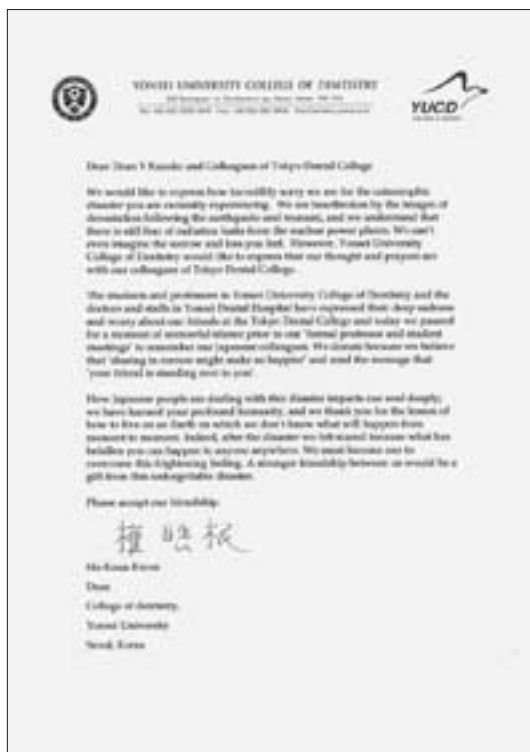 YONSEI UNIVERSITY COLLEGE OF DENTISTRY
YUCD
Dear Dean Y Kaneko and Colleagues of Tokyo Dental College
We would like to express how incredibly sorry we are for the catastrophic
disaster you are currently experiencing. We are heartbroken by the images of
devastation following the earthquake and tsunami, and we understand that
there is still fear of radiation leaks from the nuclear power plants. We can't
even imagine the sorrow and loss you feel. However, Yonsei University
College of Dentistry would like to express that our thought and prayers are
with our colleagues of Tokyo Dental College.
The students and professors in Yonsei University College of Dentistry and the
doctors and staffs in Yonsei Dental Hospital have expressed their deep sadness
and worry about our friends at the Tokyo Dental College and today we paused
for a moment of sorrowful silence prior to our 'formal professor and student
meetings' to remember our Japanese colleagues. We donate because we believe
that 'sharing in sorrow might make us happier' and send the message that
'your friend is standing next to you'.
How Japanese people are dealing with this disaster impacts our soul deeply;
we have learned your profound humanity, and we thank you for the lesson of
how to live on an Earth on which we don't know what will happen from
moment to moment. Indeed, after the disaster we felt scared because what has
befallen you can happen to anyone anywhere. We must become one to
overcome this frightening feeling. A stronger friendship between us would be a
gift from this unforgettable disaster.
Please accept our friendship.
Dean
College of dentistry,
Yonsei University
Seoul, Korea